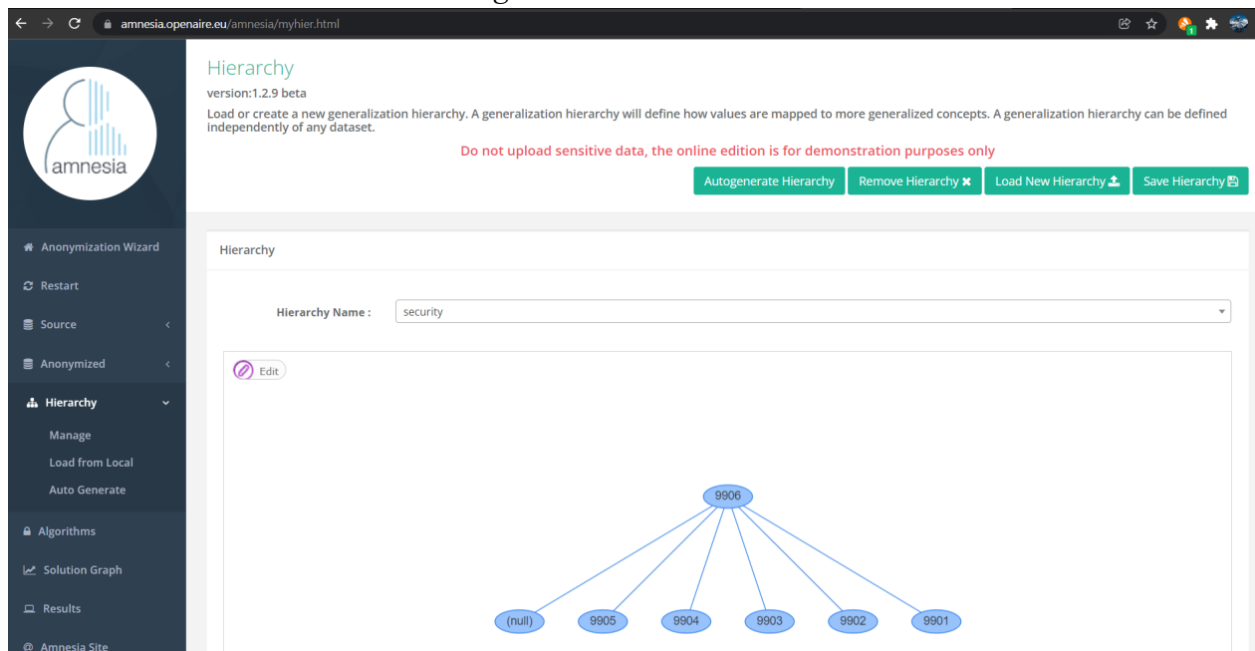 amnesia.openaire.eu/amnesia/myhier.html
1
amnesia
Anonymization Wizard
Restart
Source
Anonymized
Hierarchy
Manage
Load from Local
Auto Generate
Algorithms
Solution Graph
Results
Amnesia Site
Hierarchy
version:1.2.9 beta
Load or create a new generalization hierarchy. A generalization hierarchy will define how values are mapped to more generalized concepts. A generalization hierarchy can be defined
independently of any dataset.
Do not upload sensitive data, the online edition is for demonstration purposes only
Autogenerate Hierarchy Remove Hierarchy Load New Hierarchy Save Hierarchy
Hierarchy
Hierarchy Name : security
Edit
9906
(null) 9905 9904 9903 9902 9901